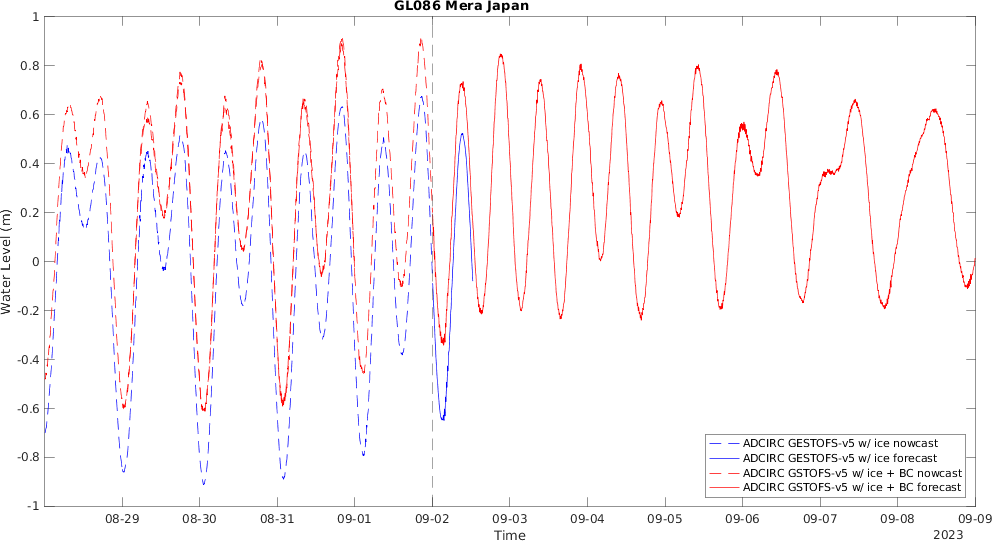 GL086 Mera Japan
1
0.8
0.6
0.4
0.2
0
-0.2
-0.4
-0.6
-0.8
-1
Water Level (m)
08-29 08-30 08-31 09-01 09-02 09-03 09-04 09-05 09-06 09-07 09-08 09-09
Time
2023
ADCIRC GESTOFS-v5 w/ ice nowcast
ADCIRC GESTOFS-v5 w/ ice forecast
ADCIRC GSTOFS-v5 w/ ice + BC nowcast
ADCIRC GSTOFS-v5 w/ ice + BC forecast